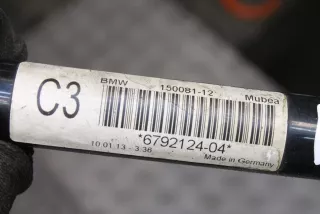 C3
BMW 150081-12 Mubea
*6792124-04*
10 01 13 - 3:36 Made in Germany